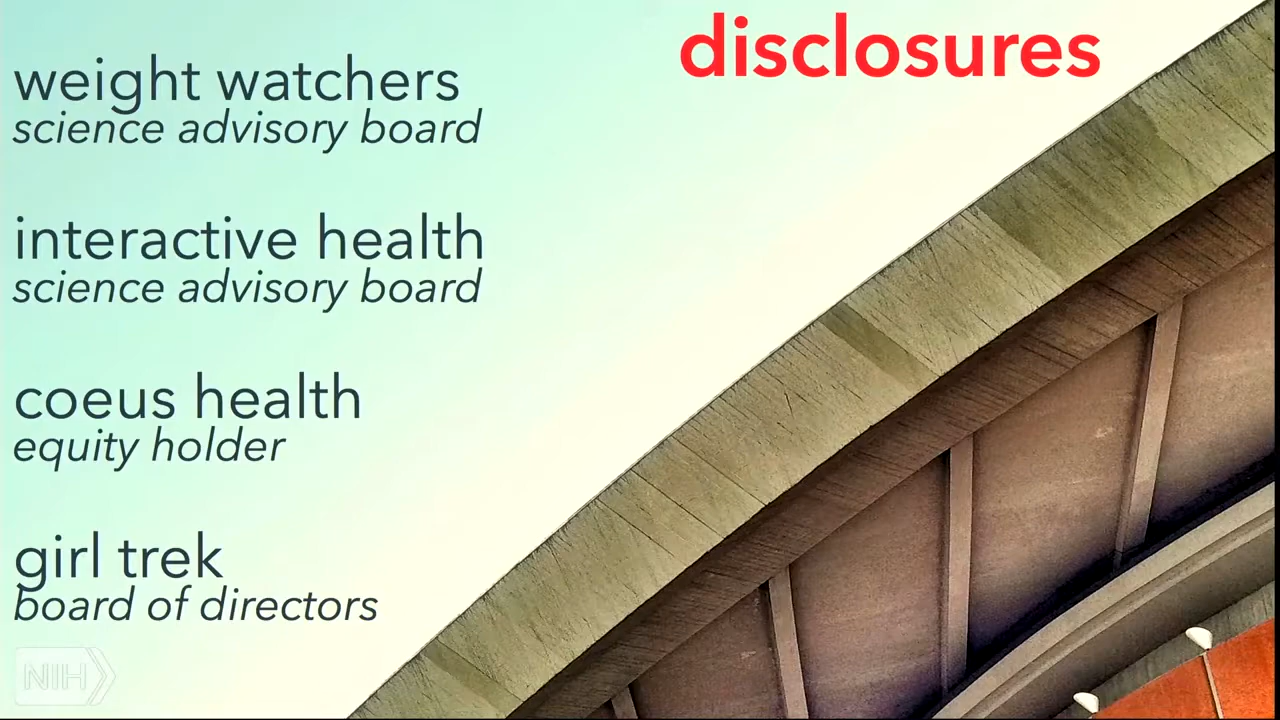 disclosures
weight watchers
science advisory board
interactive health
science advisory board
coeus health
equity holder
girl trek
board of directors
NIH